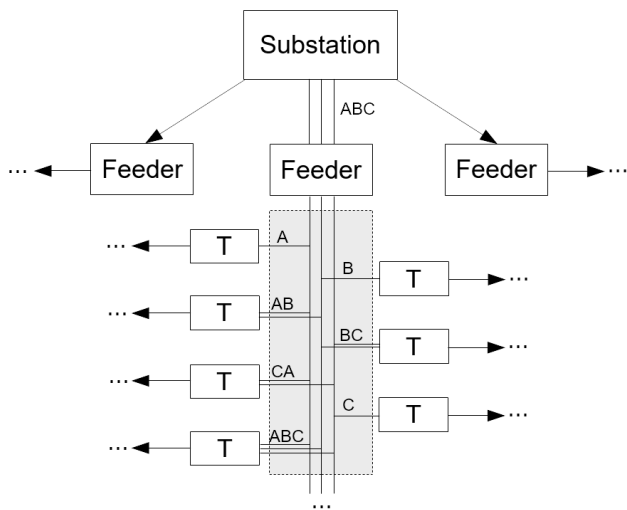 Substation
ABC
... Feeder Feeder Feeder ...
... T A
B T ...
... T AB
BC T ...
... T CA
C T ...
... T ABC
...